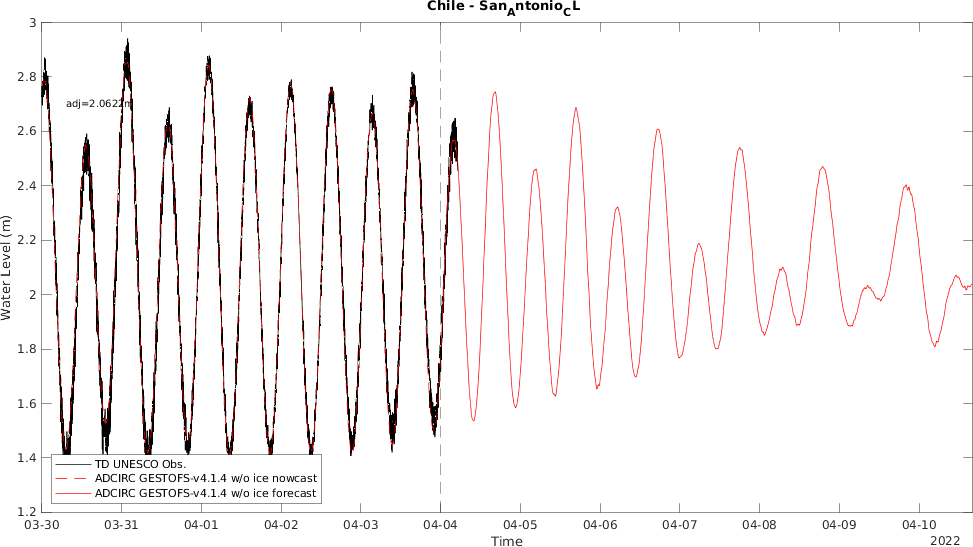 Chile - SanAntonioCL
3
2.8
adj=2.0622m
2.6
2.4
2.2
Water Level (m)
2
1.8
1.6
1.4
TD UNESCO Obs.
ADCIRC GESTOFS-v4.1.4 w/o ice nowcast
ADCIRC GESTOFS-v4.1.4 w/o ice forecast
1.2
03-30 03-31 04-01 04-02 04-03 04-04 04-05 04-06 04-07 04-08 04-09 04-10
Time
2022